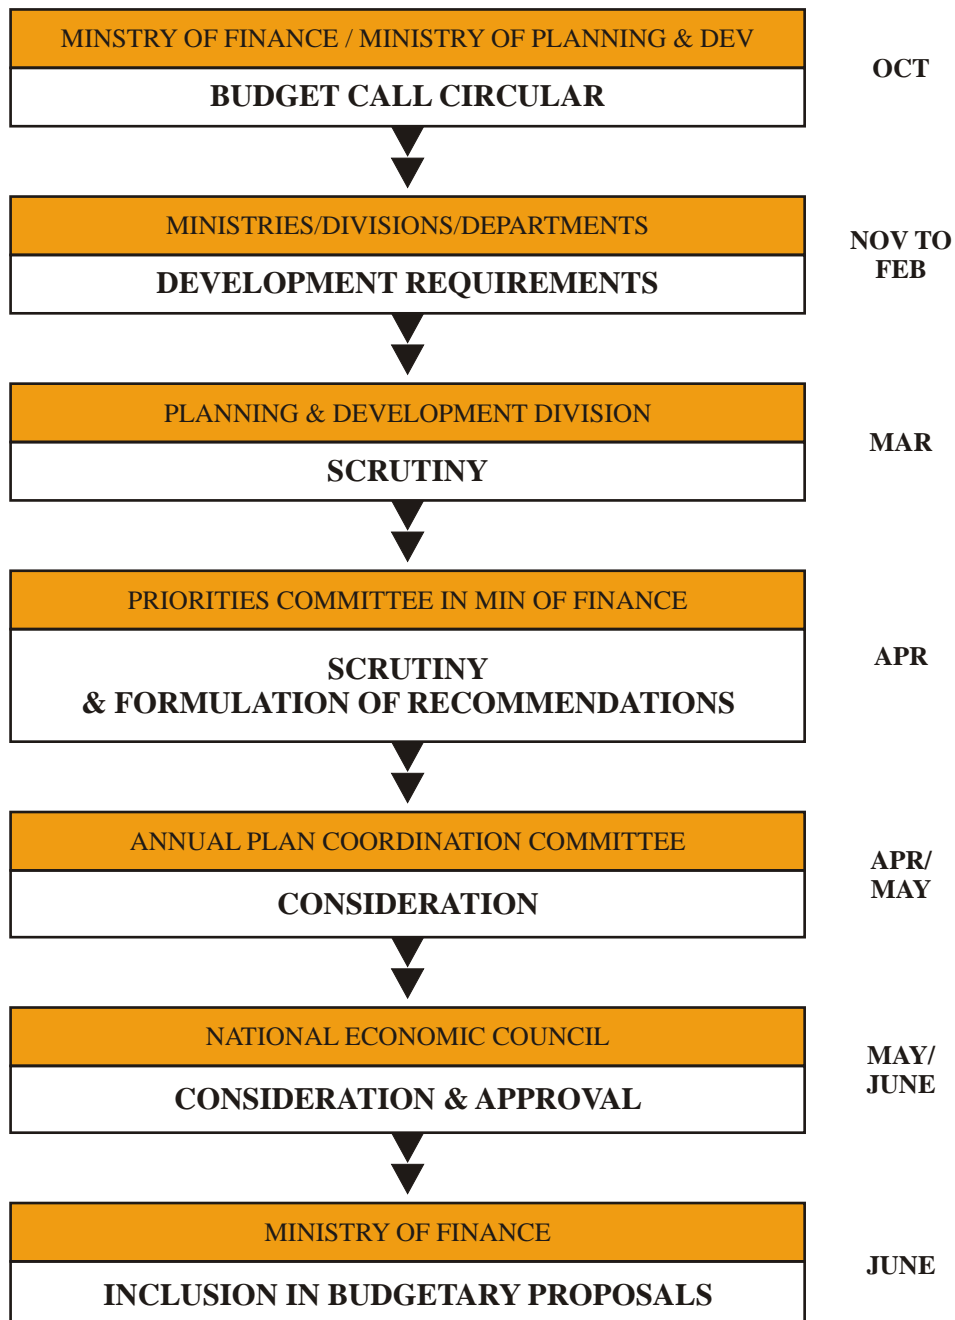 MINSTRY OF FINANCE / MINISTRY OF PLANNING & DEV
BUDGET CALL CIRCULAR
OCT
MINISTRIES/DIVISIONS/DEPARTMENTS
DEVELOPMENT REQUIREMENTS
NOV TO
FEB
PLANNING & DEVELOPMENT DIVISION
SCRUTINY
MAR
PRIORITIES COMMITTEE IN MIN OF FINANCE
SCRUTINY
& FORMULATION OF RECOMMENDATIONS
APR
ANNUAL PLAN COORDINATION COMMITTEE
CONSIDERATION
APR/
MAY
NATIONAL ECONOMIC COUNCIL
CONSIDERATION & APPROVAL
MAY/
JUNE
MINISTRY OF FINANCE
INCLUSION IN BUDGETARY PROPOSALS
JUNE